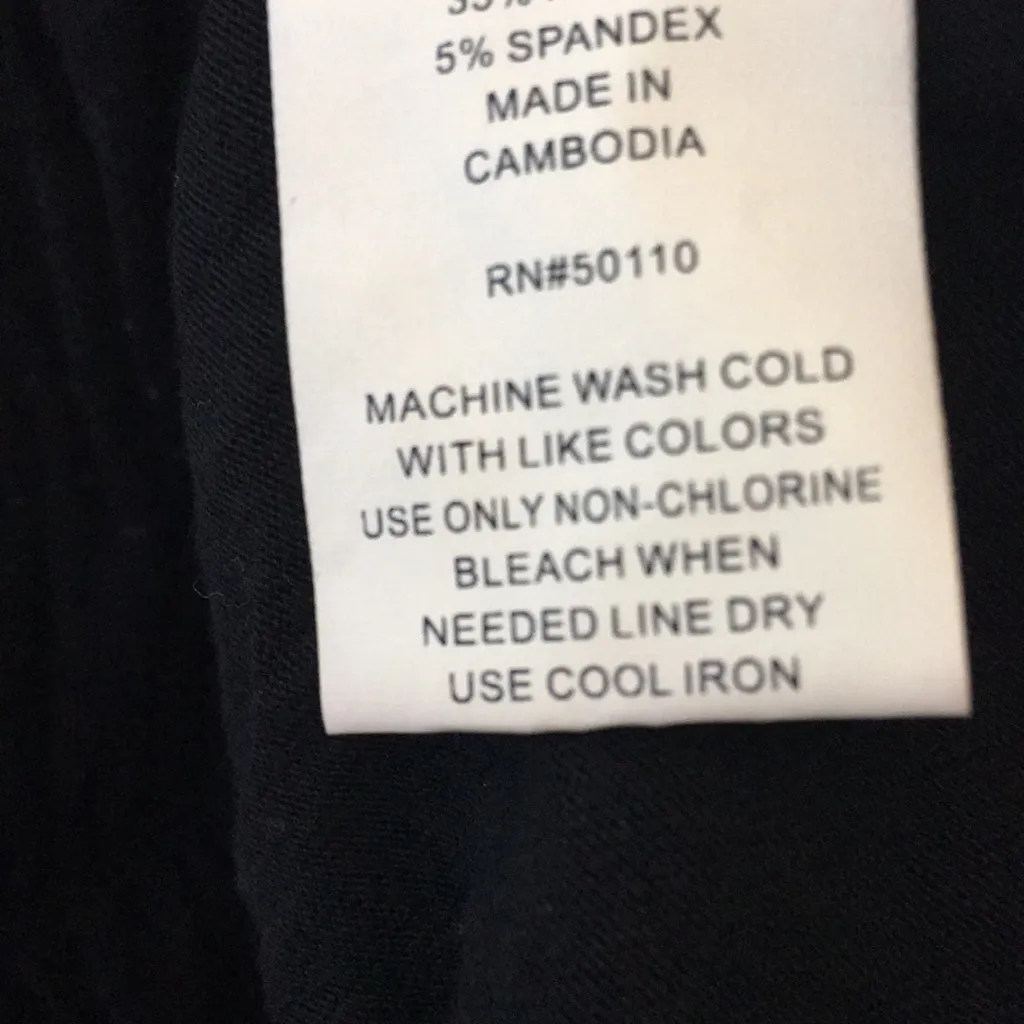 5% SPANDEX
MADE IN
CAMBODIA
RN#50110
MACHINE WASH COLD
WITH LIKE COLORS
USE ONLY NON-CHLORINE
BLEACH WHEN
NEEDED LINE DRY
USE COOL IRON